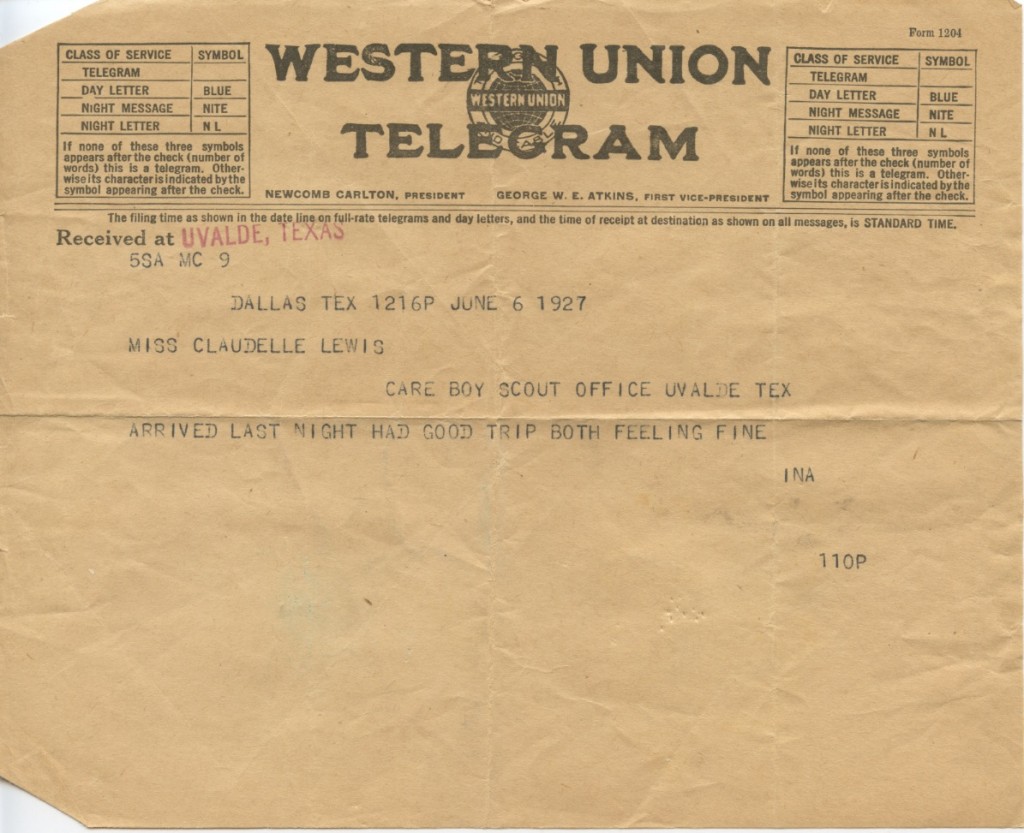 Form 1204
CLASS OF SERVICE SYMBOL
TELEGRAM
DAY LETTER BLUE
NIGHT MESSAGE NITE
NIGHT LETTER N L
If none of these three symbols
appears after the check (number of
words) this is a telegram. Other-
wise its character is indicated by the
symbol appearing after the check.
WESTERN UNION
WESTERN UNION
TELEGRAM
NEWCOMB CARLTON, PRESIDENT GEORGE W. E. ATKINS, FIRST VICE-PRESIDENT
CLASS OF SERVICE SYMBOL
TELEGRAM
DAY LETTER BLUE
NIGHT MESSAGE NITE
NIGHT LETTER N L
If none of these three symbols
appears after the check (number of
words) this is a telegram. Other-
wise its character is indicated by the
symbol appearing after the check.
The filing time as shown in the date line on full-rate telegrams and day letters, and the time of receipt at destination as shown on all messages, is STANDARD TIME.
Received at UVALDE, TEXAS
5SA MC 9
DALLAS TEX 1216P JUNE 6 1927
MISS CLAUDELLE LEWIS
CARE BOY SCOUT OFFICE UVALDE TEX
ARRIVED LAST NIGHT HAD GOOD TRIP BOTH FEELING FINE
INA
110P